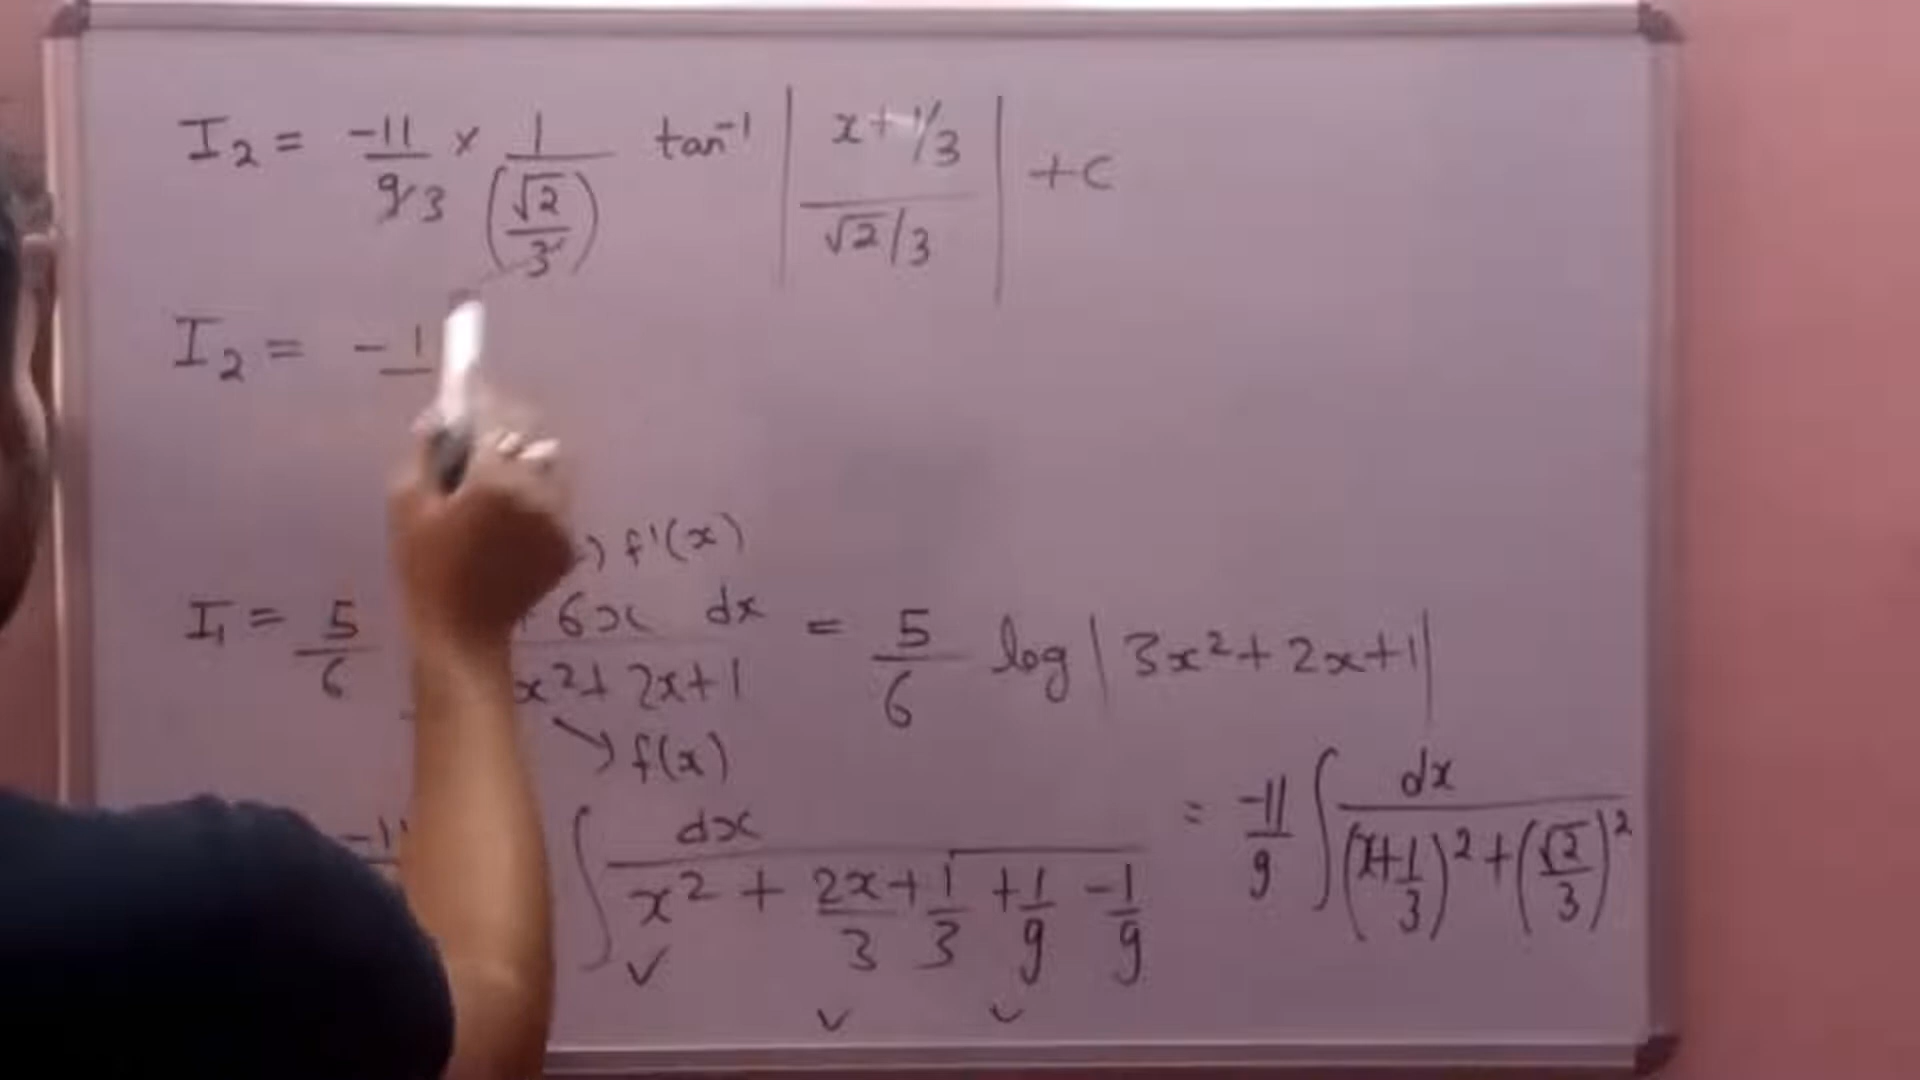 I₂ = -11/9 3 × 1/(√2/3) tan⁻¹ | x+1/3 / √2/3 | + c
I₂ = -1
) f'(x)
I₁ = 5/6 6x dx / x²+2x+1 = 5/6 log | 3x²+2x+1 |
f(x)
-11 ∫ dx / x² + 2x/3 + 1/3 + 1/9 - 1/9 = -11/9 ∫ dx / (x+1/3)² + (√2/3)²